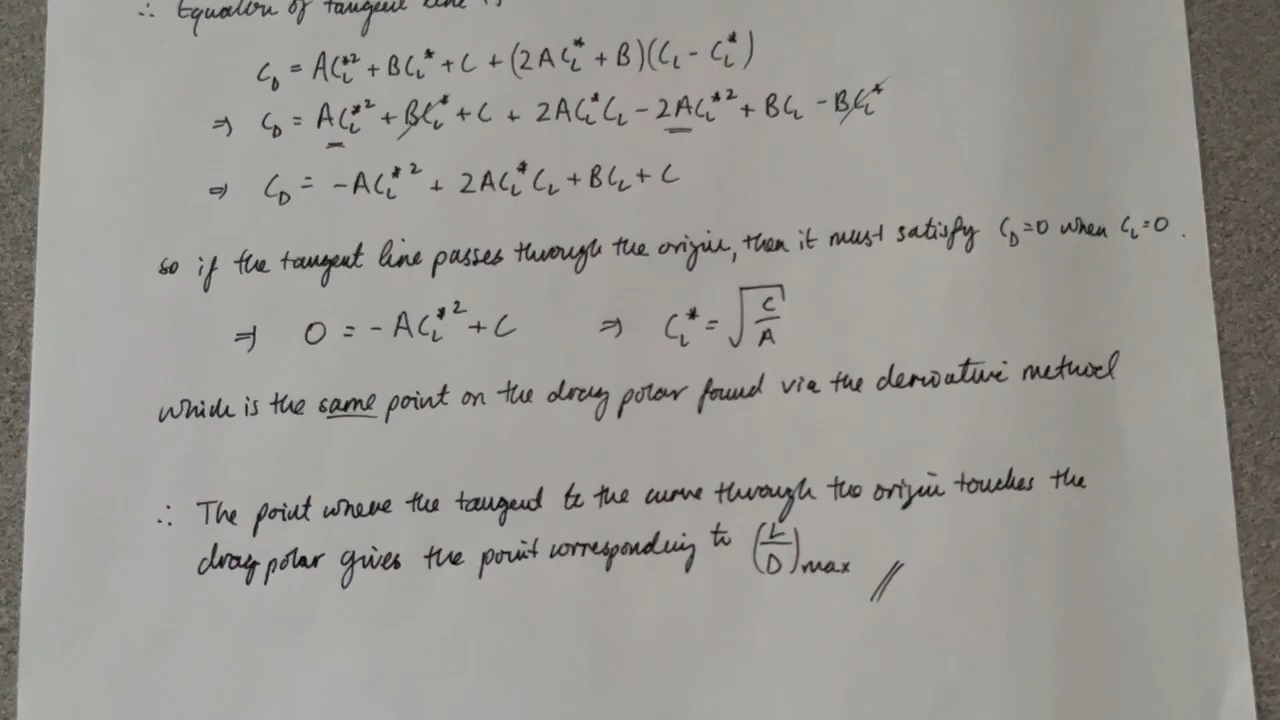 ∴ Equation of tangent line is
C_D = AC_L*² + BC_L* + C + (2AC_L* + B)(C_L - C_L*)
⇒ C_D = AC_L*² + BC_L* + C + 2AC_L*C_L - 2AC_L*² + BC_L - BC_L*
⇒ C_D = -AC_L*² + 2AC_L*C_L + BC_L + C
so if the tangent line passes through the origin, then it must satisfy C_D=0 when C_L=0.
⇒ 0 = -AC_L*² + C ⇒ C_L* = √(C/A)
which is the same point on the drag polar found via the derivative method
∴ The point where the tangent to the curve through the origin touches the
drag polar gives the point corresponding to (L/D)max //